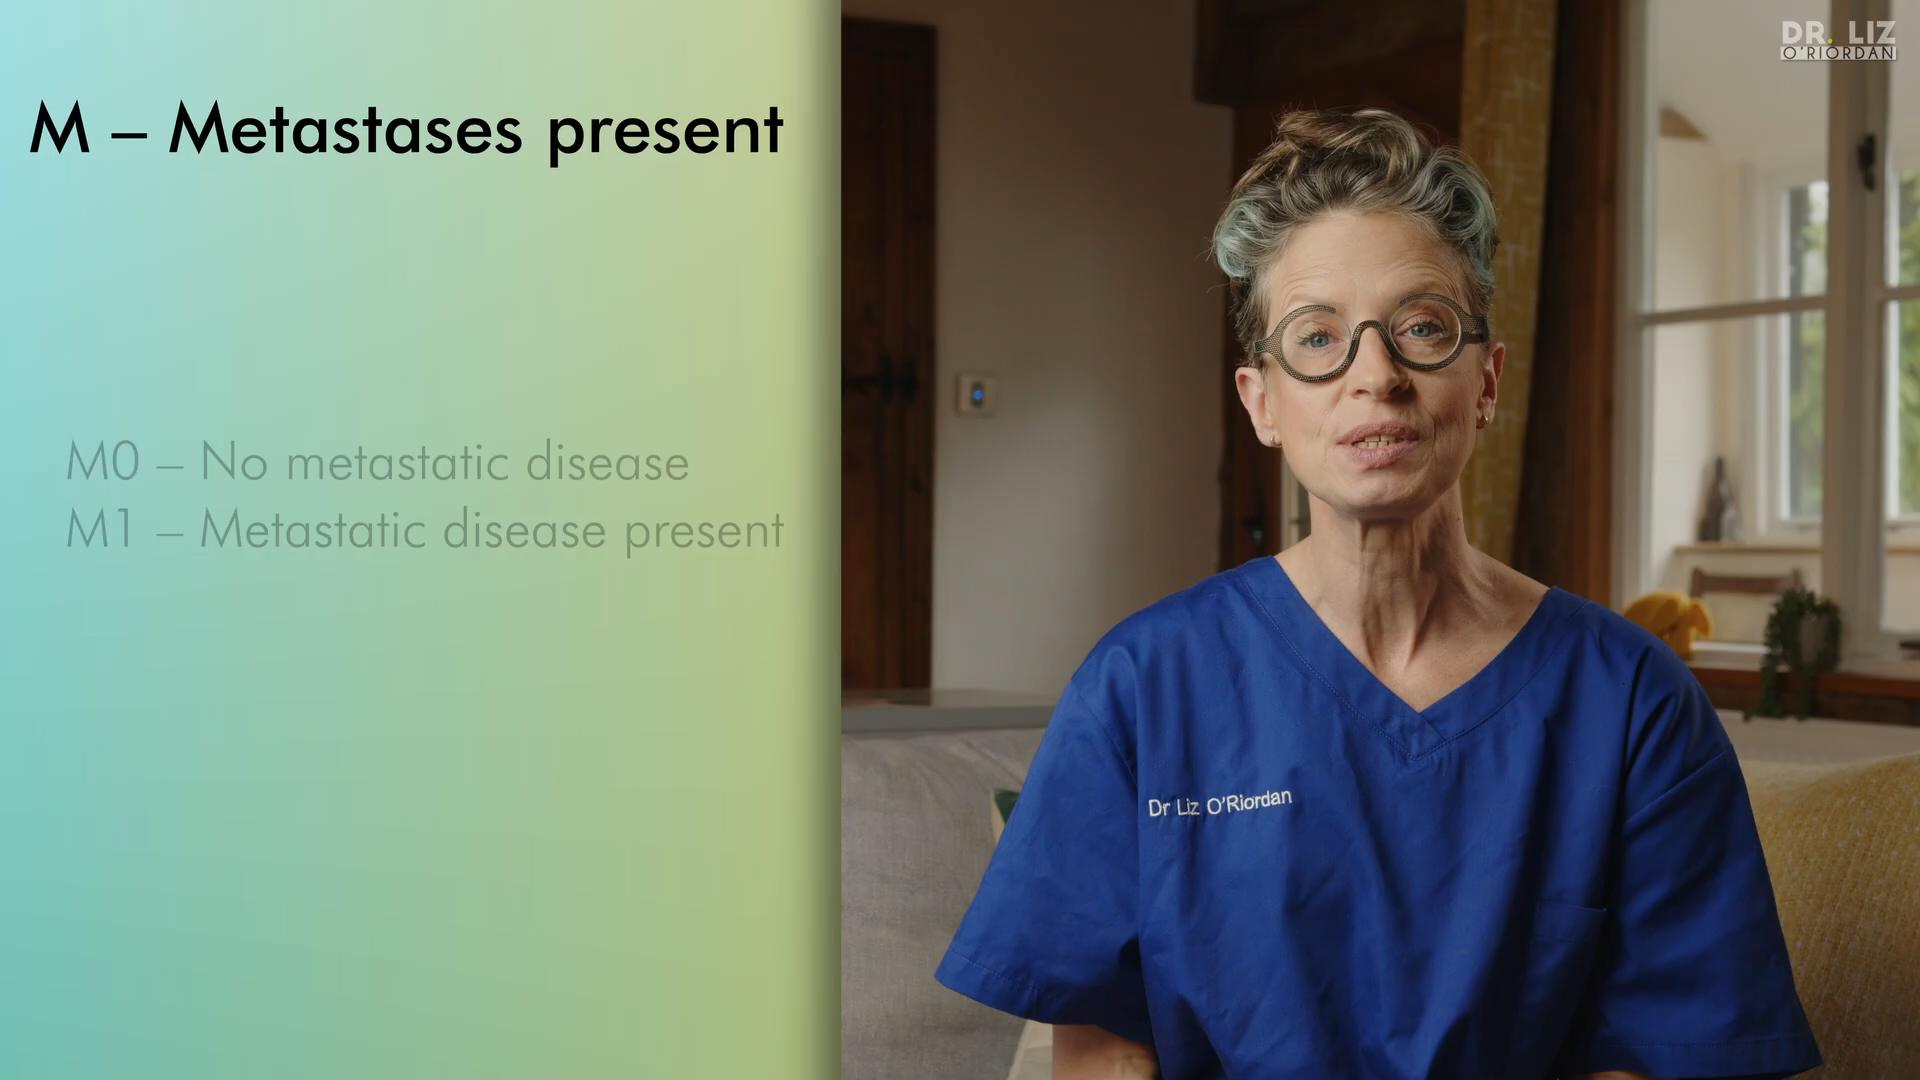 M – Metastases present
M0 – No metastatic disease
M1 – Metastatic disease present
DR. LIZ
O'RIORDAN
Dr Liz O'Riordan